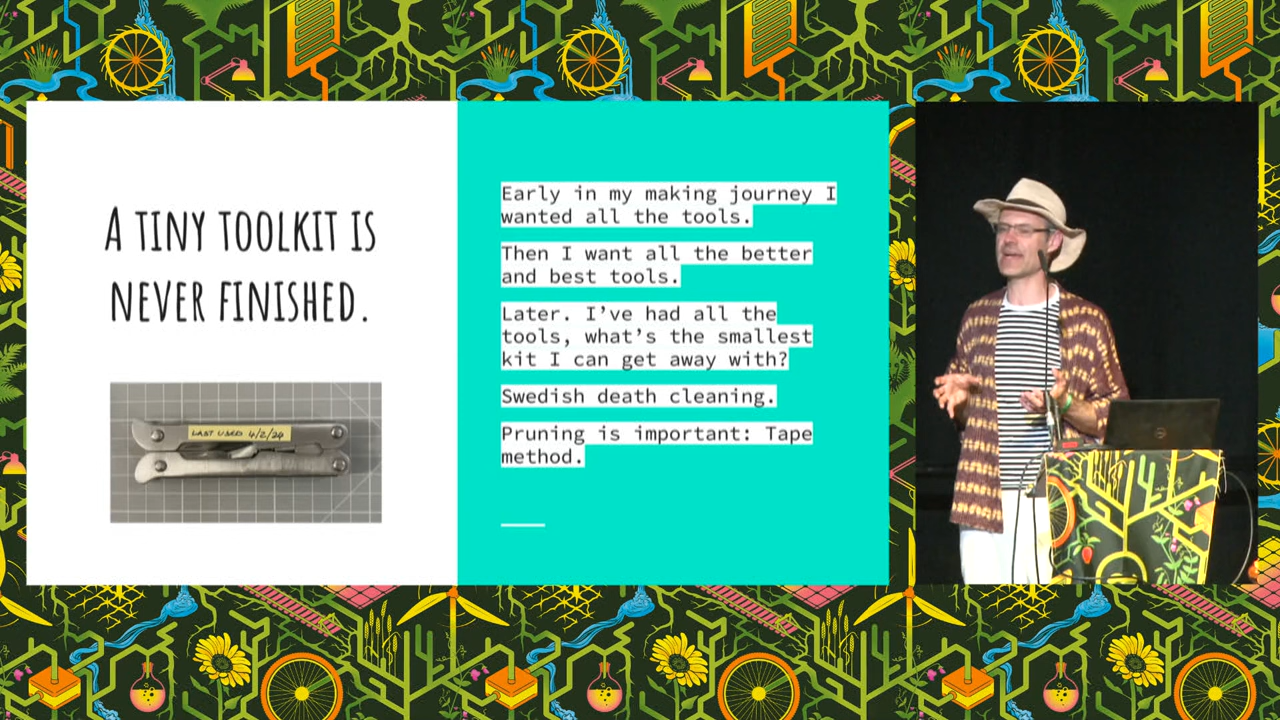 A TINY TOOLKIT IS
NEVER FINISHED.
LAST USED 4/2/24
Early in my making journey I
wanted all the tools.
Then I want all the better
and best tools.
Later. I’ve had all the
tools, what’s the smallest
kit I can get away with?
Swedish death cleaning.
Pruning is important: Tape
method.